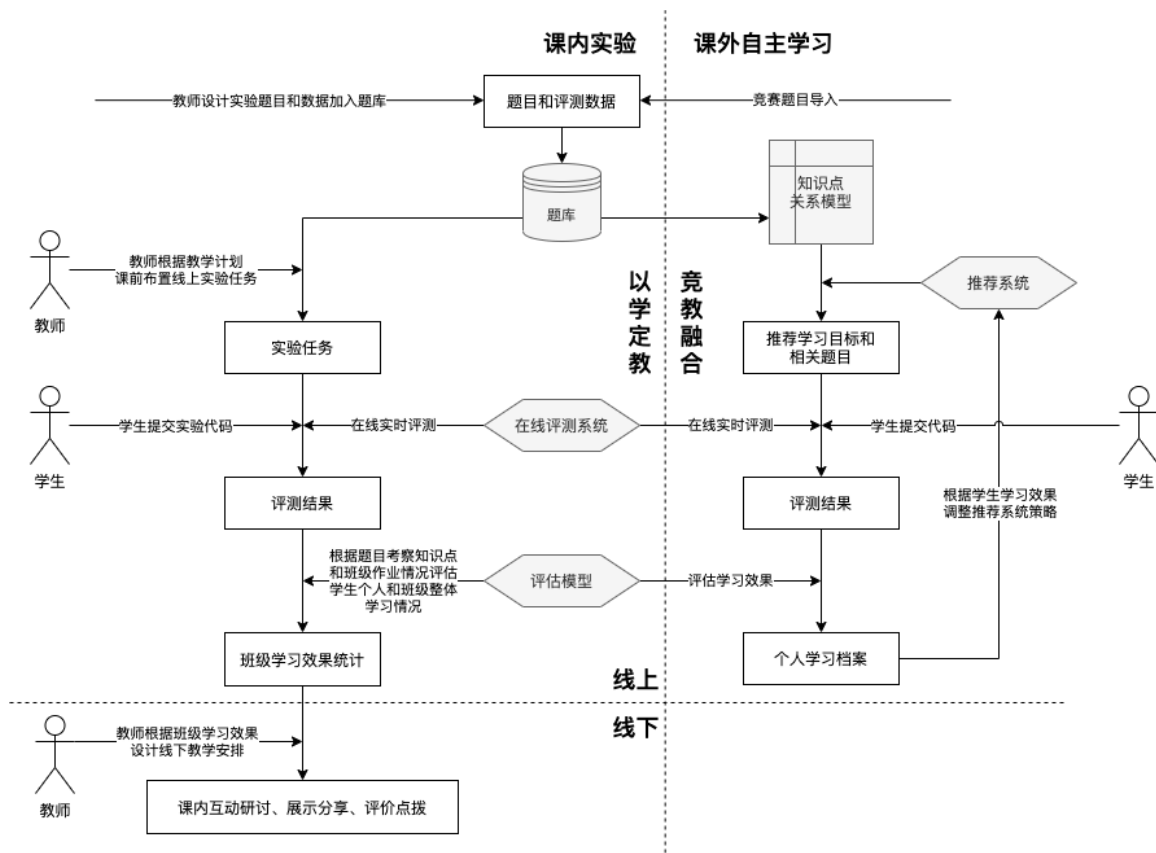 课内实验
课外自主学习
教师设计实验题目和数据加入题库
题目和评测数据
竞赛题目导入
知识点
关系模型
题库
教师根据教学计划
课前布置线上实验任务
教师
以学定教
竞教融合
推荐系统
实验任务
推荐学习目标和
相关题目
学生提交实验代码
在线实时评测
在线评测系统
在线实时评测
学生提交代码
学生
学生
评测结果
评测结果
根据学生学习效果
调整推荐系统策略
根据题目考察知识点
和班级作业情况评估
学生个人和班级整体
学习情况
评估模型
评估学习效果
班级学习效果统计
个人学习档案
线上
线下
教师根据班级学习效果
设计线下教学安排
教师
课内互动研讨、展示分享、评价点拨